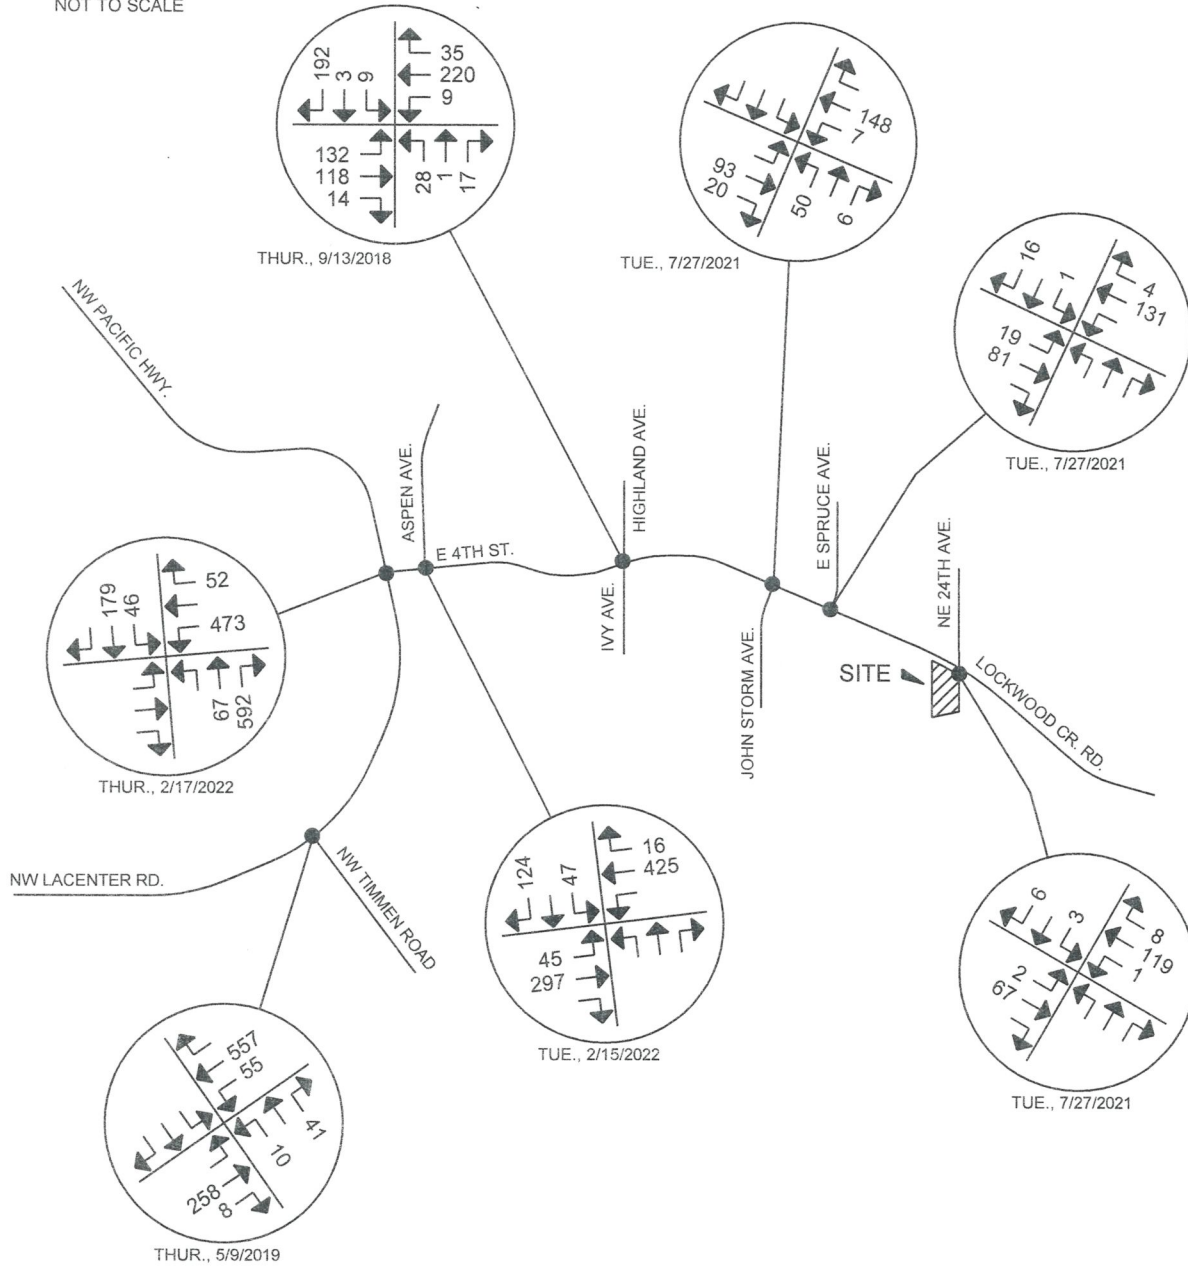 NOT TO SCALE
192
3
9
35
220
9
132
118
14
28
1
17
THUR., 9/13/2018
148
7
93
20
50
6
TUE., 7/27/2021
16
1
4
131
19
81
TUE., 7/27/2021
NW PACIFIC HWY.
ASPEN AVE.
E 4TH ST.
HIGHLAND AVE.
IVY AVE.
JOHN STORM AVE.
E SPRUCE AVE.
NE 24TH AVE.
SITE
LOCKWOOD CR. RD.
179
46
52
473
67
592
THUR., 2/17/2022
NW LACENTER RD.
NW TIMMEN ROAD
124
47
16
425
45
297
TUE., 2/15/2022
6
3
8
119
1
2
67
TUE., 7/27/2021
557
55
41
10
258
8
THUR., 5/9/2019